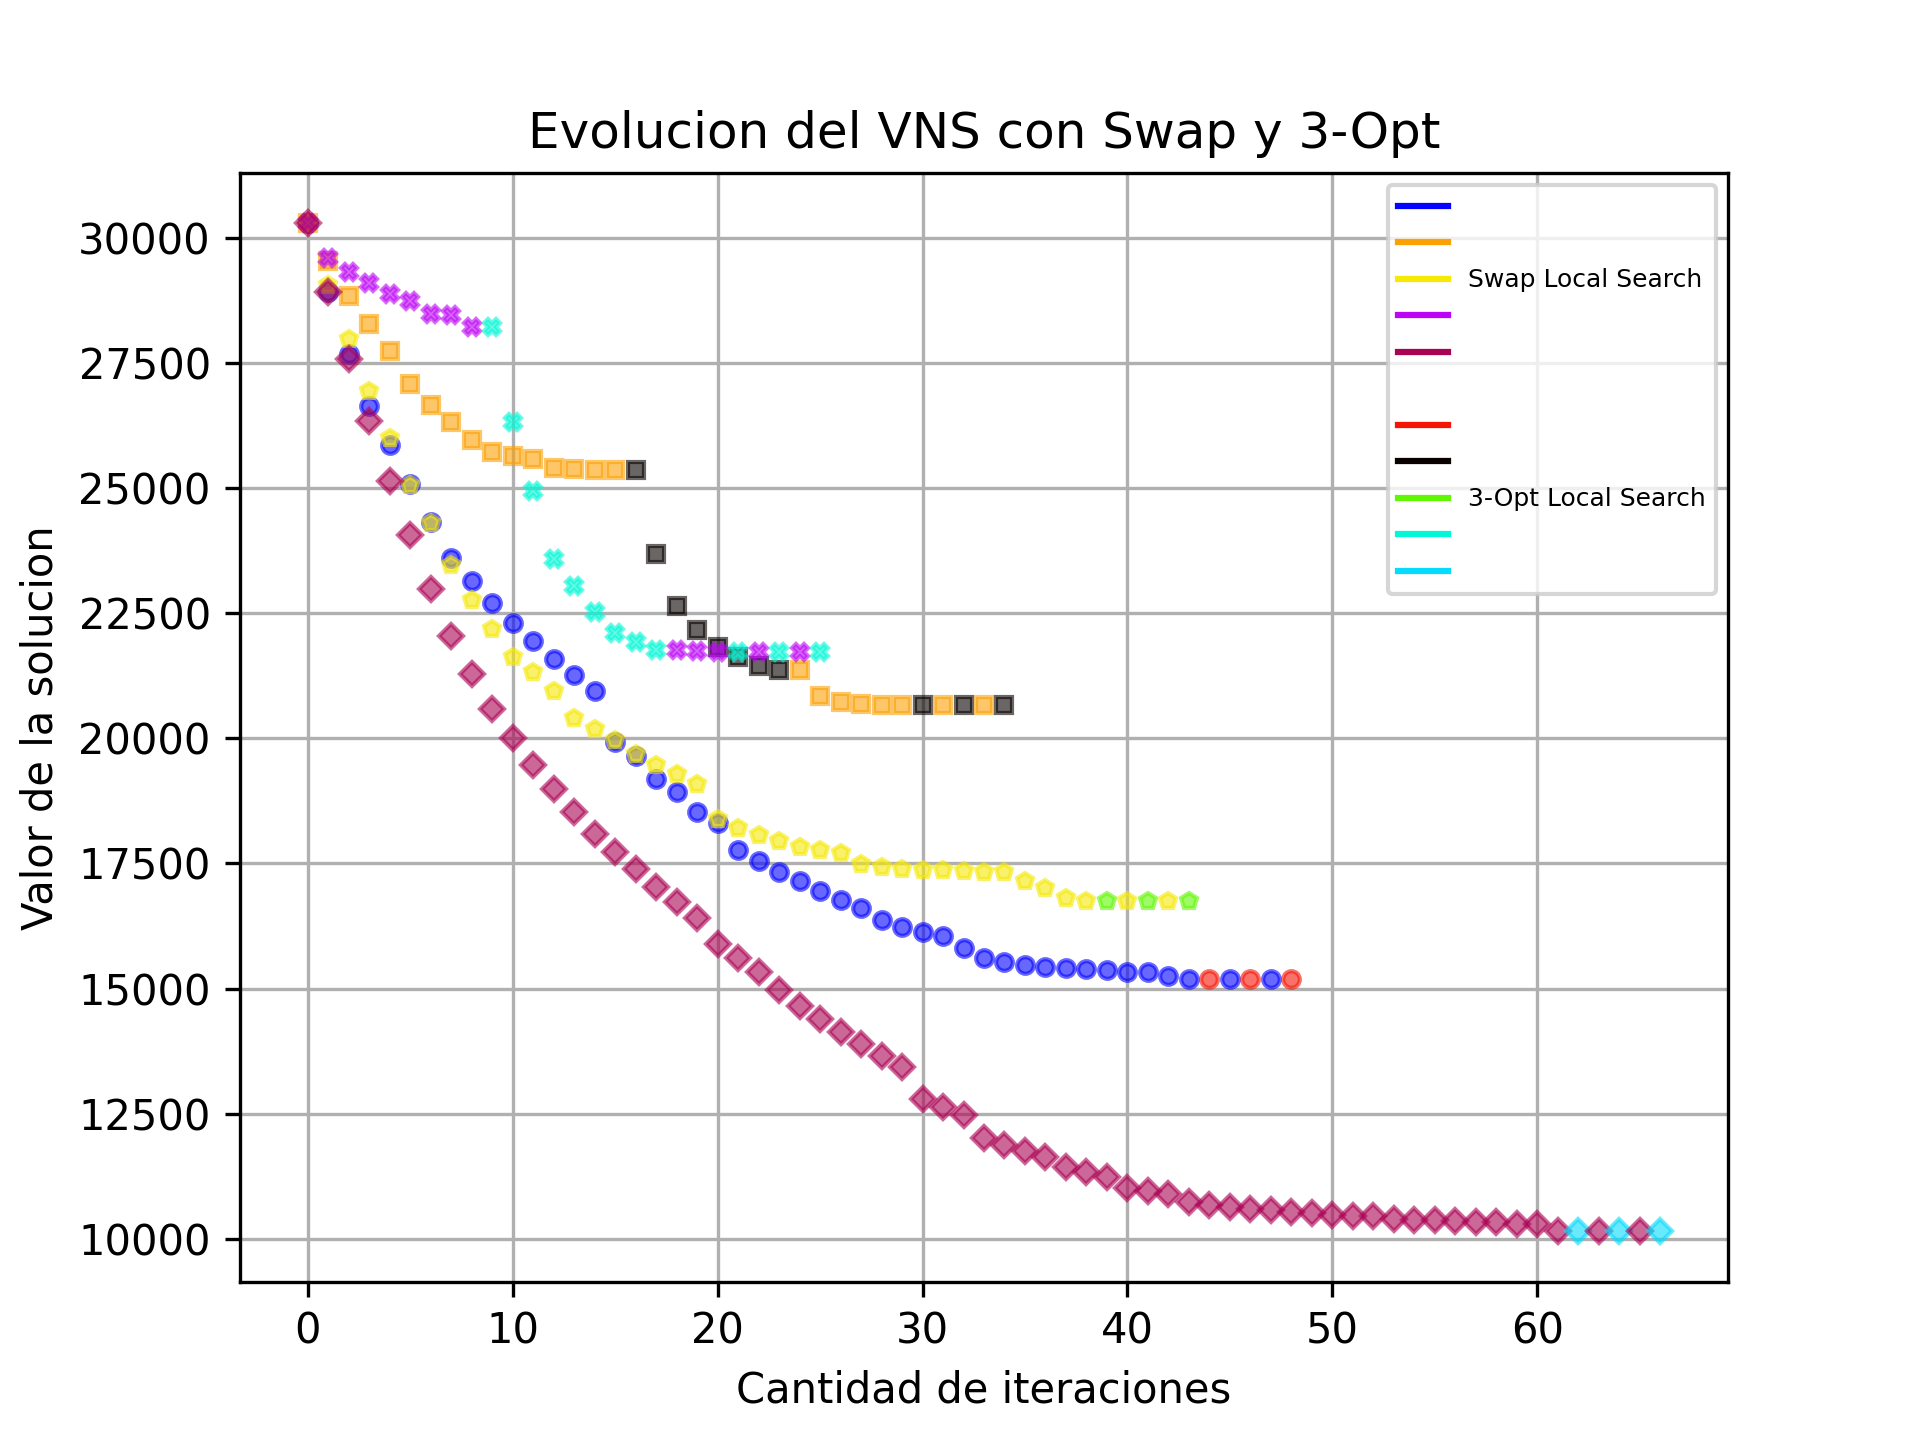 Evolucion del VNS con Swap y 3-Opt
Valor de la solucion
30000
27500
25000
22500
20000
17500
15000
12500
10000
Swap Local Search
3-Opt Local Search
0 10 20 30 40 50 60
Cantidad de iteraciones